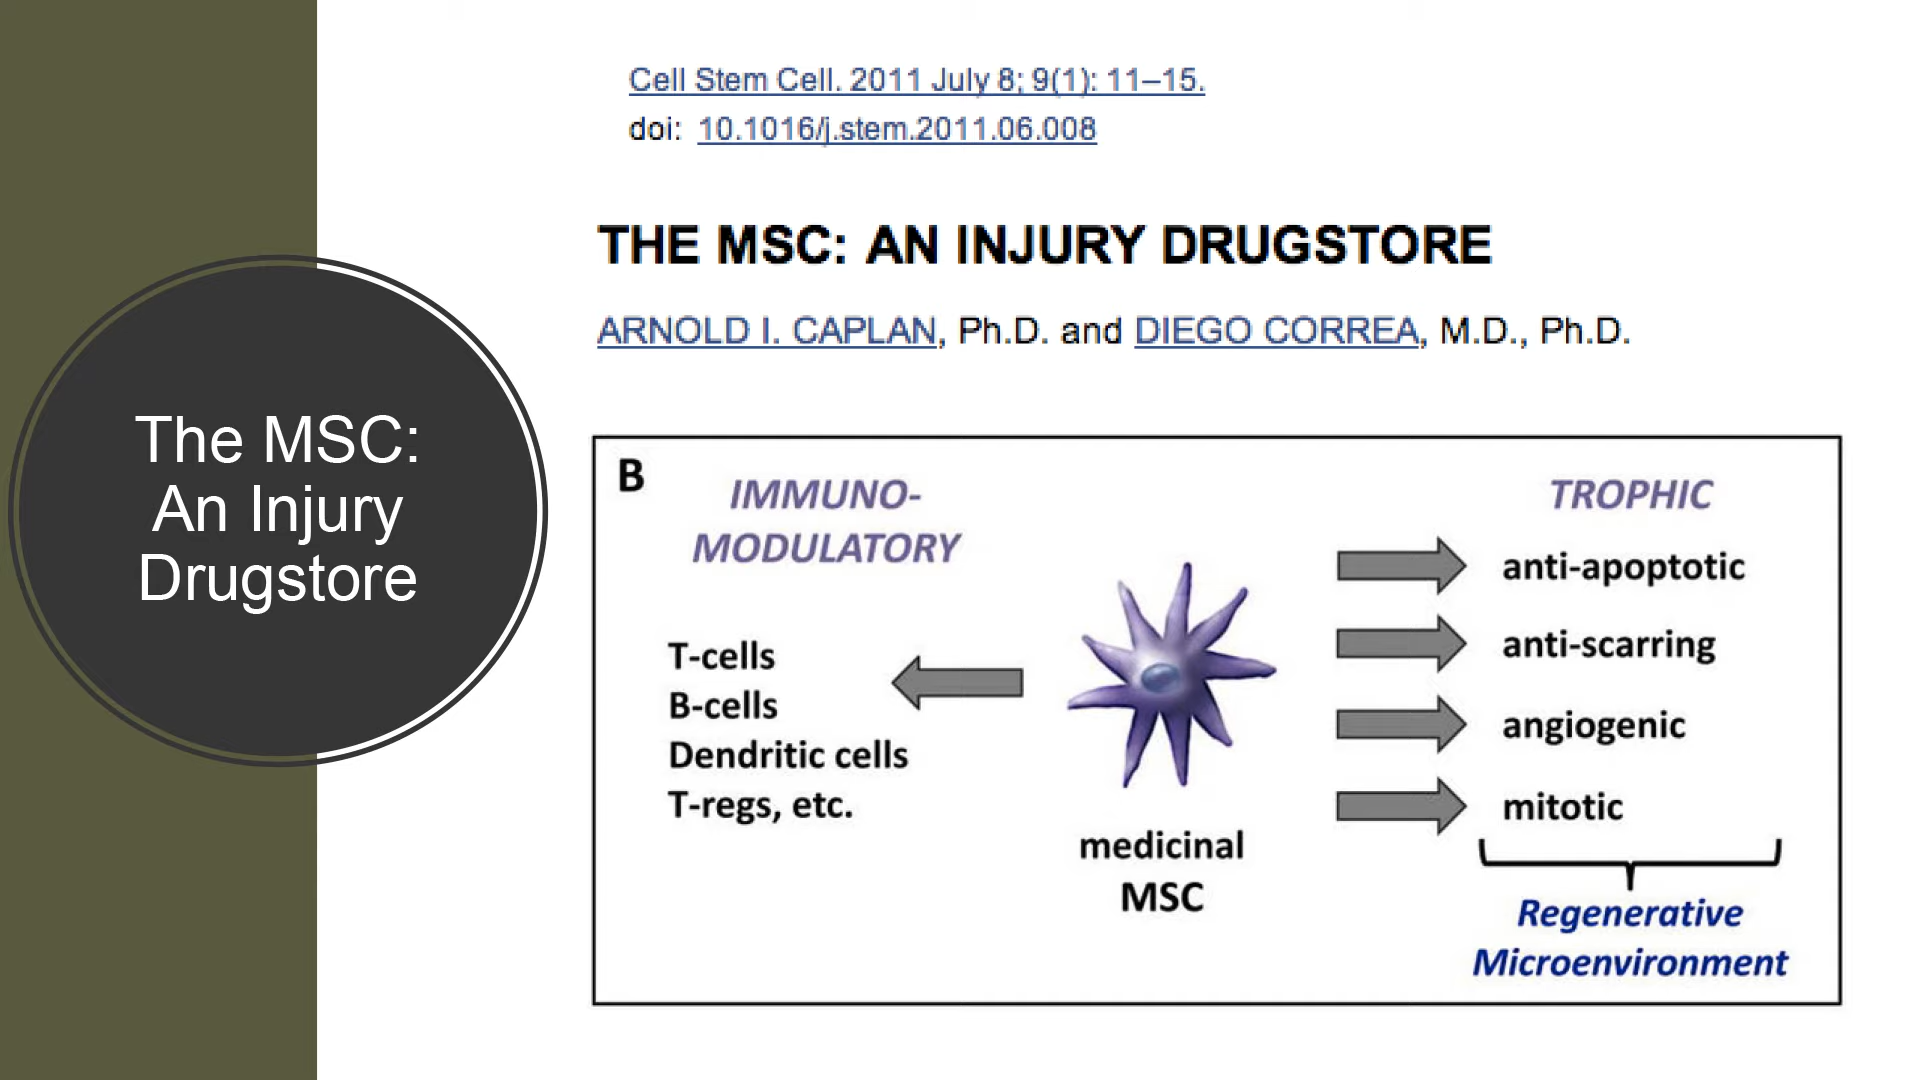 The MSC:
An Injury
Drugstore
Cell Stem Cell. 2011 July 8; 9(1): 11–15.
doi: 10.1016/j.stem.2011.06.008
THE MSC: AN INJURY DRUGSTORE
ARNOLD I. CAPLAN, Ph.D. and DIEGO CORREA, M.D., Ph.D.
B
IMMUNO-
MODULATORY
T-cells
B-cells
Dendritic cells
T-regs, etc.
medicinal
MSC
TROPHIC
anti-apoptotic
anti-scarring
angiogenic
mitotic
Regenerative
Microenvironment